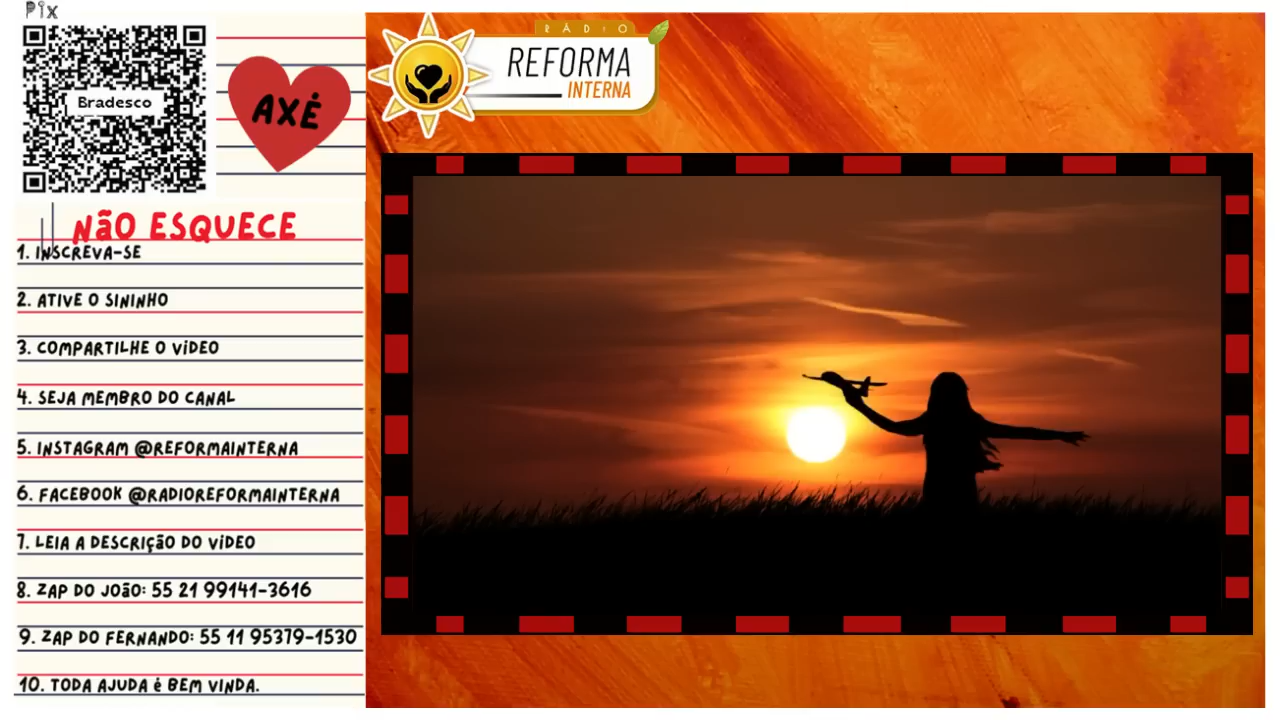 Pix
Bradesco
AXÉ
NÃO ESQUECE
1. INSCREVA-SE
2. ATIVE O SININHO
3. COMPARTILHE O VÍDEO
4. SEJA MEMBRO DO CANAL
5. INSTAGRAM @REFORMAINTERNA
6. FACEBOOK @RADIOREFORMAINTERNA
7. LEIA A DESCRIÇÃO DO VÍDEO
8. ZAP DO JOÃO: 55 21 99141-3616
9. ZAP DO FERNANDO: 55 11 95379-1530
10. TODA AJUDA É BEM VINDA.
RÁDIO
REFORMA
INTERNA